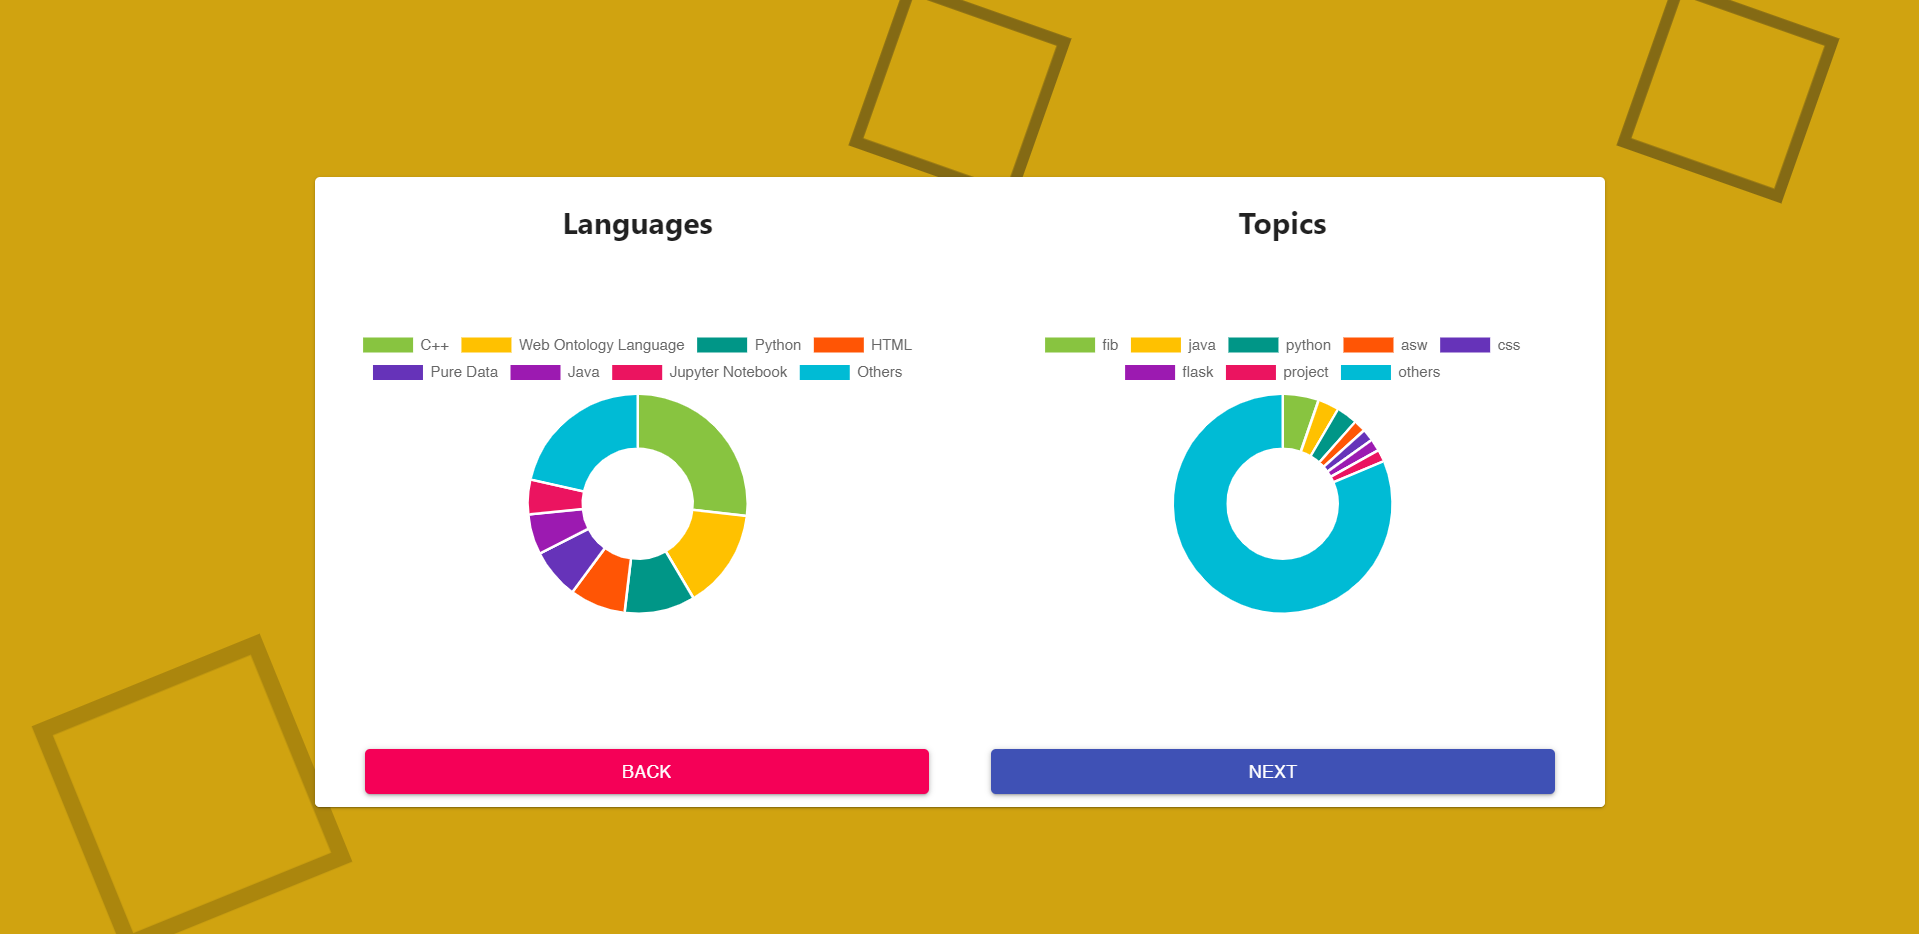 Languages
C++ Web Ontology Language Python HTML
Pure Data Java Jupyter Notebook Others
Topics
fib java python asw css
flask project others
BACK
NEXT